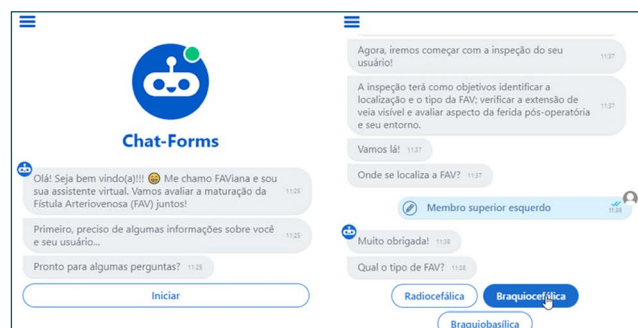 Chat-Forms
Olá! Seja bem vindo(a)!!! 😄 Me chamo FAViana e sou
sua assistente virtual. Vamos avaliar a maturação da
Fístula Arteriovenosa (FAV) juntos!
11:28
Primeiro, preciso de algumas informações sobre você
e seu usuário...
11:28
Pronto para algumas perguntas? 11:28
Iniciar
Agora, iremos começar com a inspeção do seu
usuário!
11:37
A inspeção terá como objetivos identificar a
localização e o tipo da FAV; verificar a extensão de
veia visível e avaliar aspecto da ferida pós-operatória
e seu entorno.
11:37
Vamos lá! 11:37
Onde se localiza a FAV? 11:37
Membro superior esquerdo
11:38
Muito obrigada! 11:38
Qual o tipo de FAV? 11:38
Radiocefálica
Braquiocefálica
Braquiobasílica